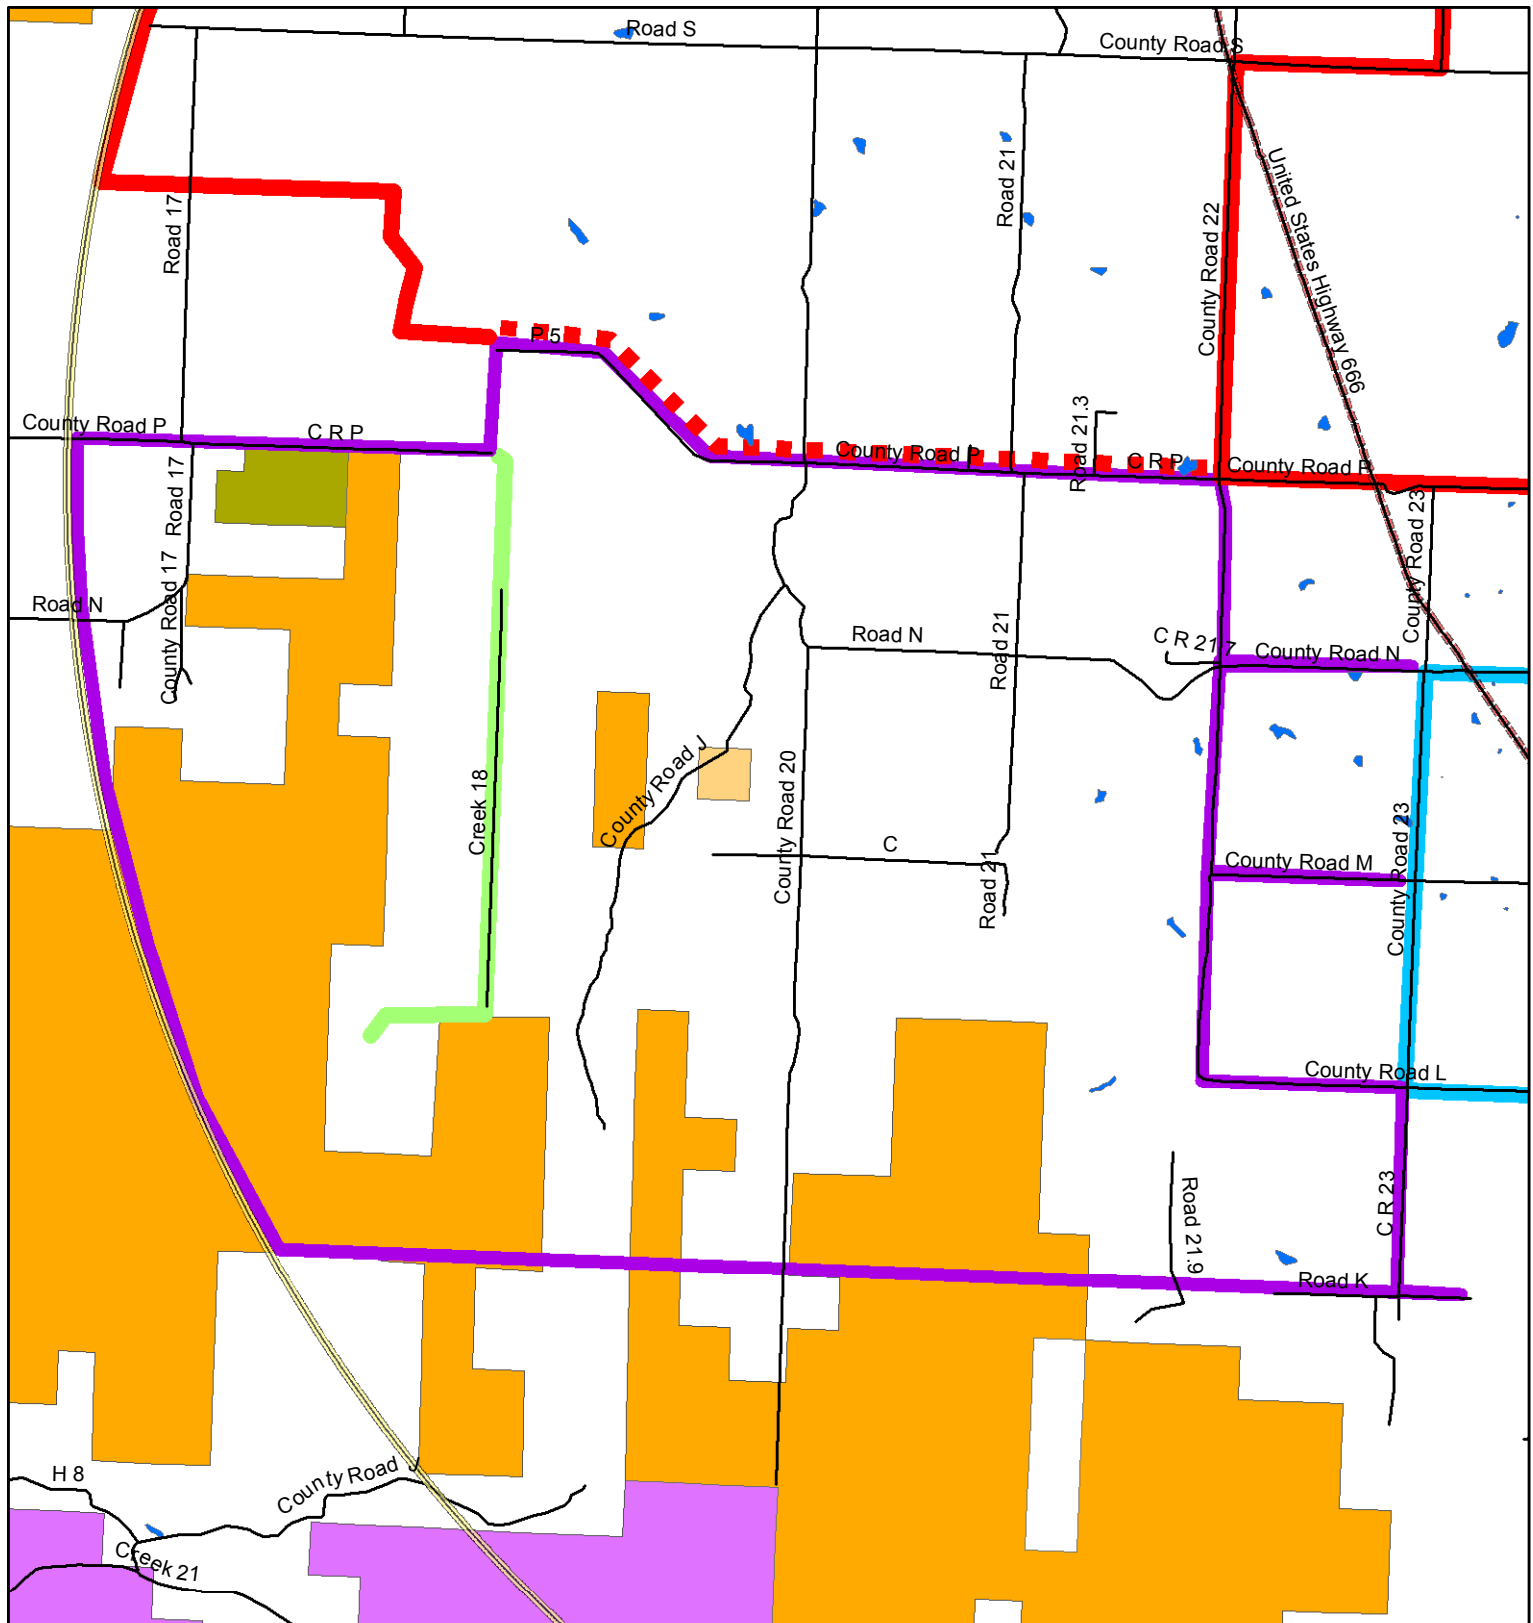 Road S
County Road S
Road 21
United States Highway 666
Road 17
County Road 22
P 5
Road 21.3
County Road P
C R P
County Road P
C R P
County Road P
Road 17
County Road 23
County Road 17
Road N
Road N
Road 21
C R 21.7
County Road N
County Road J
Creek 18
County Road 20
C
Road 21
County Road M
County Road 23
County Road L
Road 21.9
C R 23
Road K
H 8
County Road J
Creek 21